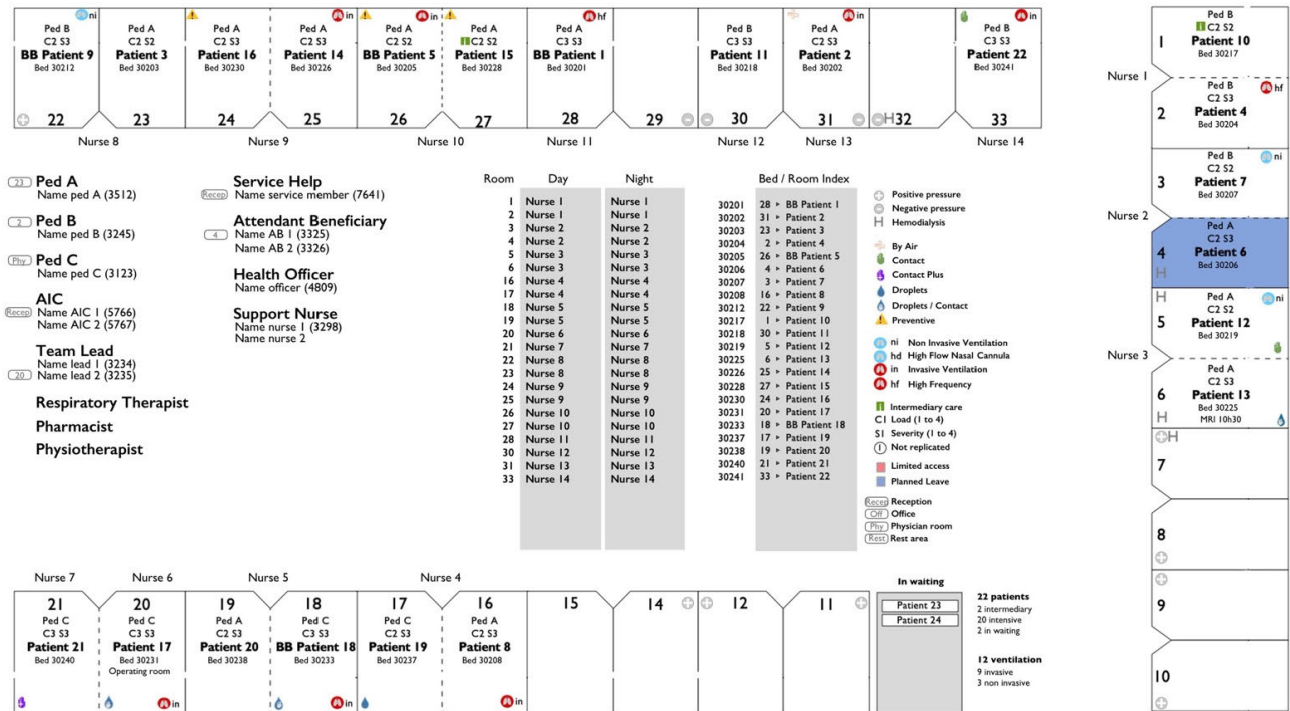 ni
Ped B
C2 S2
BB Patient 9
Bed 30212
22
Ped A
C2 S2
Patient 3
Bed 30203
23
Ped A
C2 S3
Patient 16
Bed 30230
24
in
Ped A
C2 S3
Patient 14
Bed 30226
25
in
Ped A
C2 S2
BB Patient 5
Bed 30205
26
Ped A
C2 S2
Patient 15
Bed 30228
27
hf
Ped A
C3 S3
BB Patient 1
Bed 30201
28
29
Ped B
C3 S3
Patient 11
Bed 30218
30
in
Ped A
C2 S3
Patient 2
Bed 30202
31
H 32
in
Ped B
C3 S3
Patient 22
Bed 30241
33
Nurse 8
Nurse 9
Nurse 10
Nurse 11
Nurse 12
Nurse 13
Nurse 14
23 Ped A
Name ped A (3512)
2 Ped B
Name ped B (3245)
Phy Ped C
Name ped C (3123)
AIC
Recep Name AIC 1 (5766)
Name AIC 2 (5767)
Team Lead
Name lead 1 (3234)
20 Name lead 2 (3235)
Respiratory Therapist
Pharmacist
Physiotherapist
Service Help
Recep Name service member (7641)
Attendant Beneficiary
4 Name AB 1 (3325)
Name AB 2 (3326)
Health Officer
Name officer (4809)
Support Nurse
Name nurse 1 (3298)
Name nurse 2
Room Day Night
1 Nurse 1 Nurse 1
2 Nurse 1 Nurse 1
3 Nurse 2 Nurse 2
4 Nurse 2 Nurse 2
5 Nurse 3 Nurse 3
6 Nurse 3 Nurse 3
16 Nurse 4 Nurse 4
17 Nurse 4 Nurse 4
18 Nurse 5 Nurse 5
19 Nurse 5 Nurse 5
20 Nurse 6 Nurse 6
21 Nurse 7 Nurse 7
22 Nurse 8 Nurse 8
23 Nurse 8 Nurse 8
24 Nurse 9 Nurse 9
25 Nurse 9 Nurse 9
26 Nurse 10 Nurse 10
27 Nurse 10 Nurse 10
28 Nurse 11 Nurse 11
30 Nurse 12 Nurse 12
31 Nurse 13 Nurse 13
33 Nurse 14 Nurse 14
Bed / Room Index
30201 28 ▸ BB Patient 1
30202 31 ▸ Patient 2
30203 23 ▸ Patient 3
30204 2 ▸ Patient 4
30205 26 ▸ BB Patient 5
30206 4 ▸ Patient 6
30207 3 ▸ Patient 7
30208 16 ▸ Patient 8
30212 22 ▸ Patient 9
30217 1 ▸ Patient 10
30218 30 ▸ Patient 11
30219 5 ▸ Patient 12
30225 6 ▸ Patient 13
30226 25 ▸ Patient 14
30228 27 ▸ Patient 15
30230 24 ▸ Patient 16
30231 20 ▸ Patient 17
30233 18 ▸ BB Patient 18
30237 17 ▸ Patient 19
30238 19 ▸ Patient 20
30240 21 ▸ Patient 21
30241 33 ▸ Patient 22
Positive pressure
Negative pressure
H Hemodialysis
By Air
Contact
Contact Plus
Droplets
Droplets / Contact
Preventive
ni Non Invasive Ventilation
hd High Flow Nasal Cannula
in Invasive Ventilation
hf High Frequency
Intermediary care
C1 Load (1 to 4)
S1 Severity (1 to 4)
1 Not replicated
Limited access
Planned Leave
Recep Reception
Off Office
Phy Physician room
Rest Rest area
Nurse 1
Nurse 2
Nurse 3
1
Ped B
C2 S2
Patient 10
Bed 30217
2
hf
Ped B
C2 S3
Patient 4
Bed 30204
3
ni
Ped B
C2 S2
Patient 7
Bed 30207
4
H
Ped A
C2 S3
Patient 6
Bed 30206
H
5
ni
Ped A
C2 S2
Patient 12
Bed 30219
6
H
Ped A
C2 S3
Patient 13
Bed 30225
MRI 10h30
H
7
8
9
10
Nurse 7
Nurse 6
Nurse 5
Nurse 4
21
Ped C
C3 S3
Patient 21
Bed 30240
20
Ped C
C3 S3
Patient 17
Bed 30231
Operating room
in
19
Ped A
C2 S3
Patient 20
Bed 30238
18
Ped C
C3 S3
BB Patient 18
Bed 30233
in
17
Ped C
C2 S3
Patient 19
Bed 30237
16
Ped A
C2 S3
Patient 8
Bed 30208
in
15
14
12
11
In waiting
Patient 23
Patient 24
22 patients
2 intermediary
20 intensive
2 in waiting
12 ventilation
9 invasive
3 non invasive